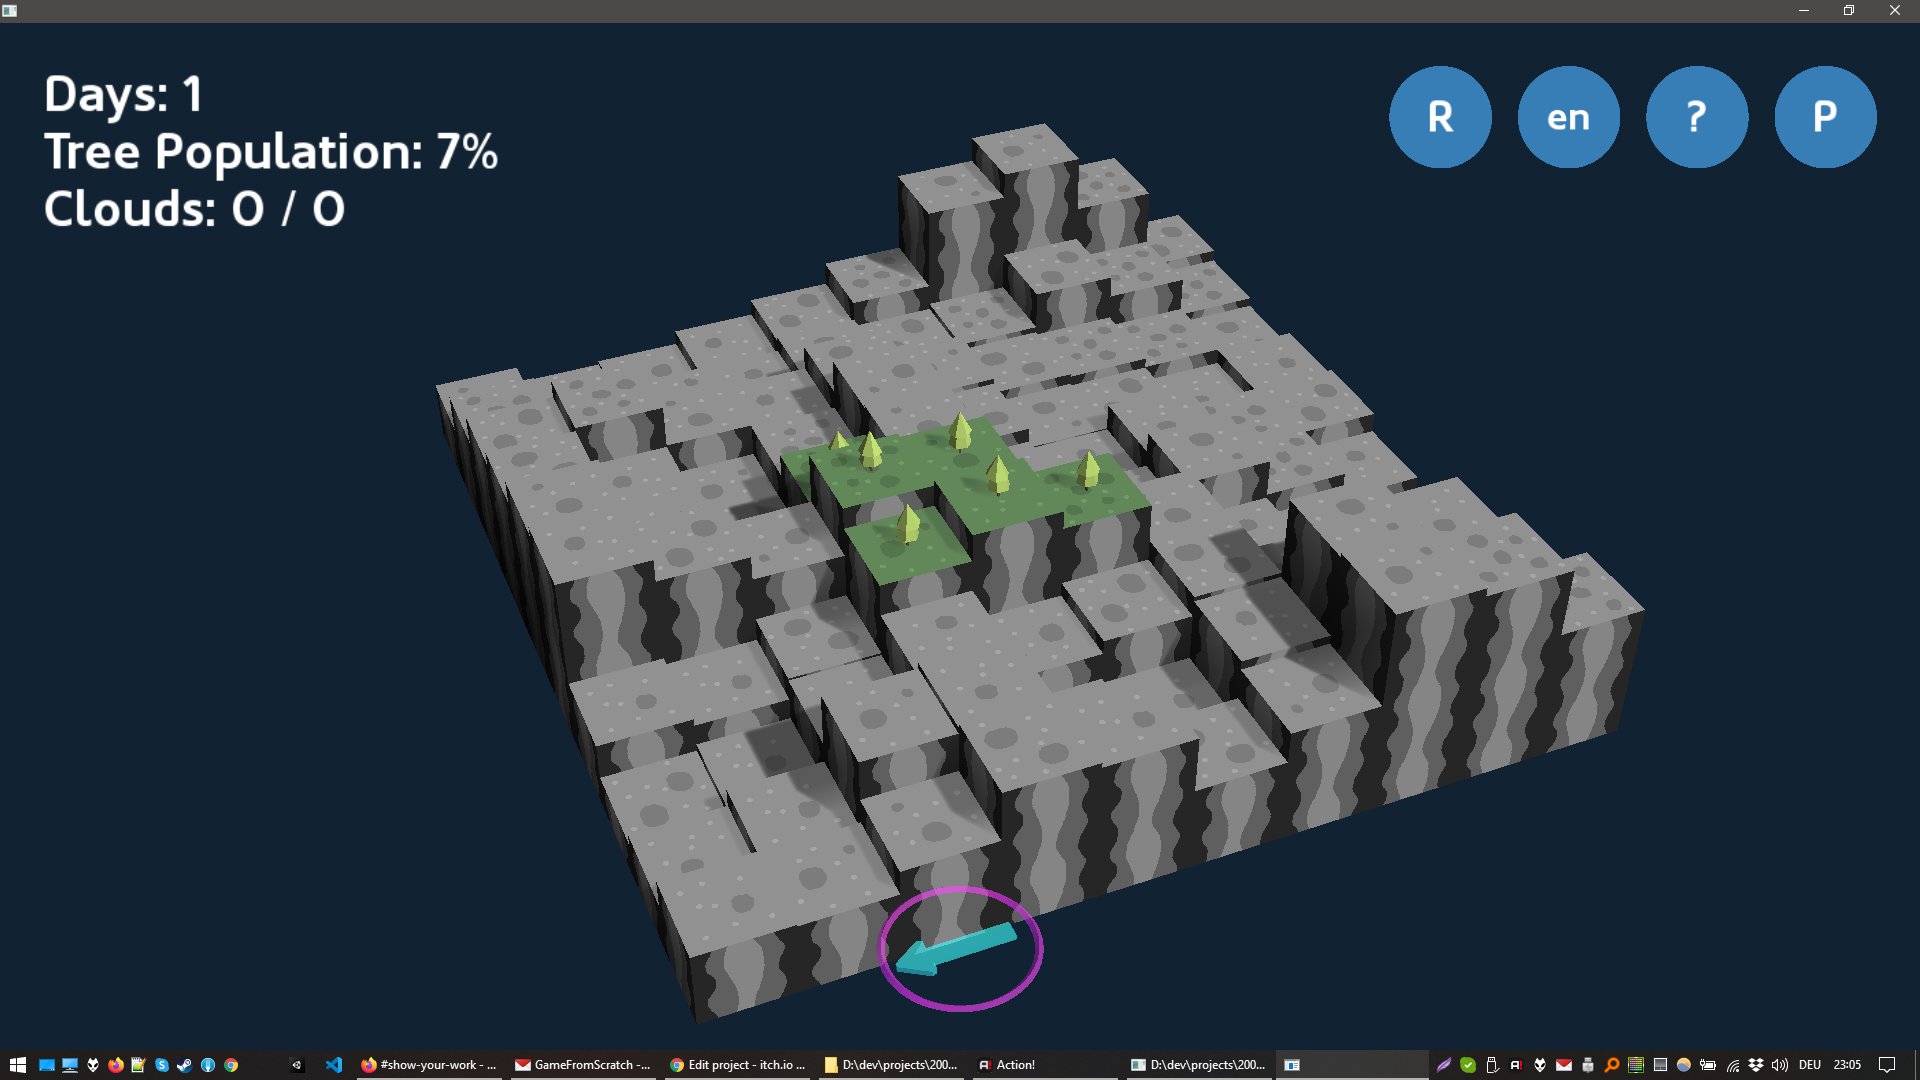 Days: 1
Tree Population: 7%
Clouds: 0 / 0
R en ? P
#show-your-work - ... GameFromScratch -... Edit project - itch.io ... D:\dev\projects\200... Action! D:\dev\projects\200... DEU 23:05